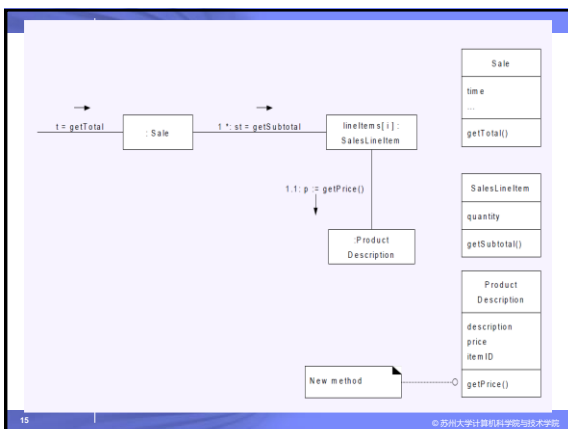 t = getTotal
: Sale
1 *: st = getSubtotal
lineItems[ i ] :
SalesLineItem
1.1: p := getPrice()
:Product
Description
Sale
time
...
getTotal()
SalesLineItem
quantity
getSubtotal()
Product
Description
description
price
itemID
getPrice()
New method
15
© 苏州大学计算机科学院与技术学院